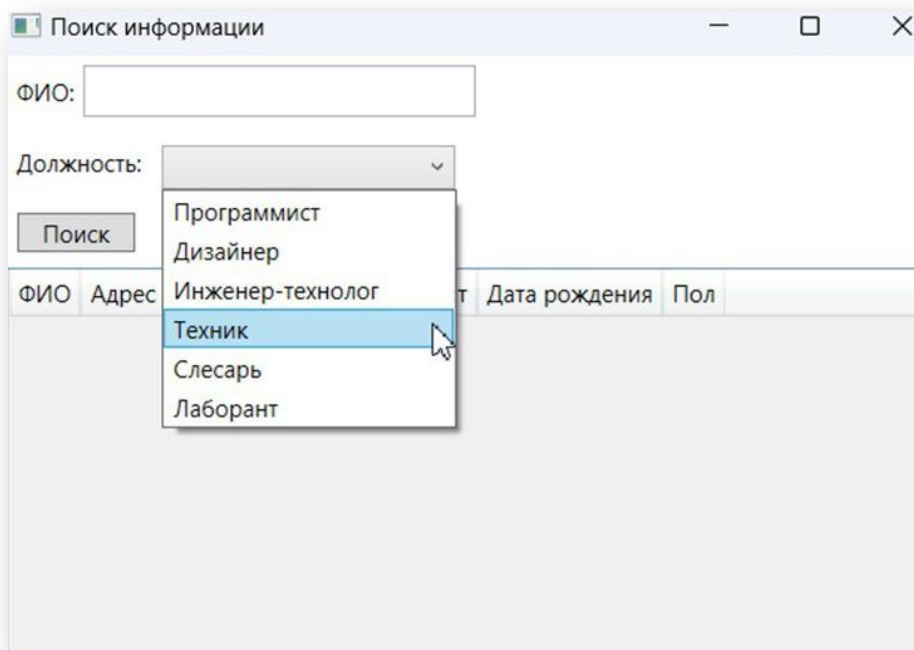 Поиск информации
ФИО:
Должность:
Поиск
Программист
Дизайнер
Инженер-технолог
Техник
Слесарь
Лаборант
ФИО Адрес Дата рождения Пол